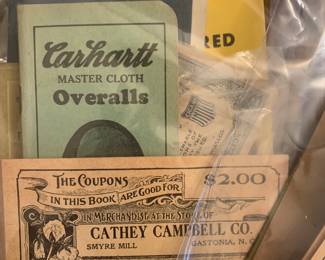 RED
Carhartt
MASTER CLOTH
Overalls
THE COUPONS $2.00
IN THIS BOOK ARE GOOD FOR
IN MERCHANDISE AT THE STORE OF
CATHEY CAMPBELL CO.
SMYRE MILL GASTONIA, N. C.